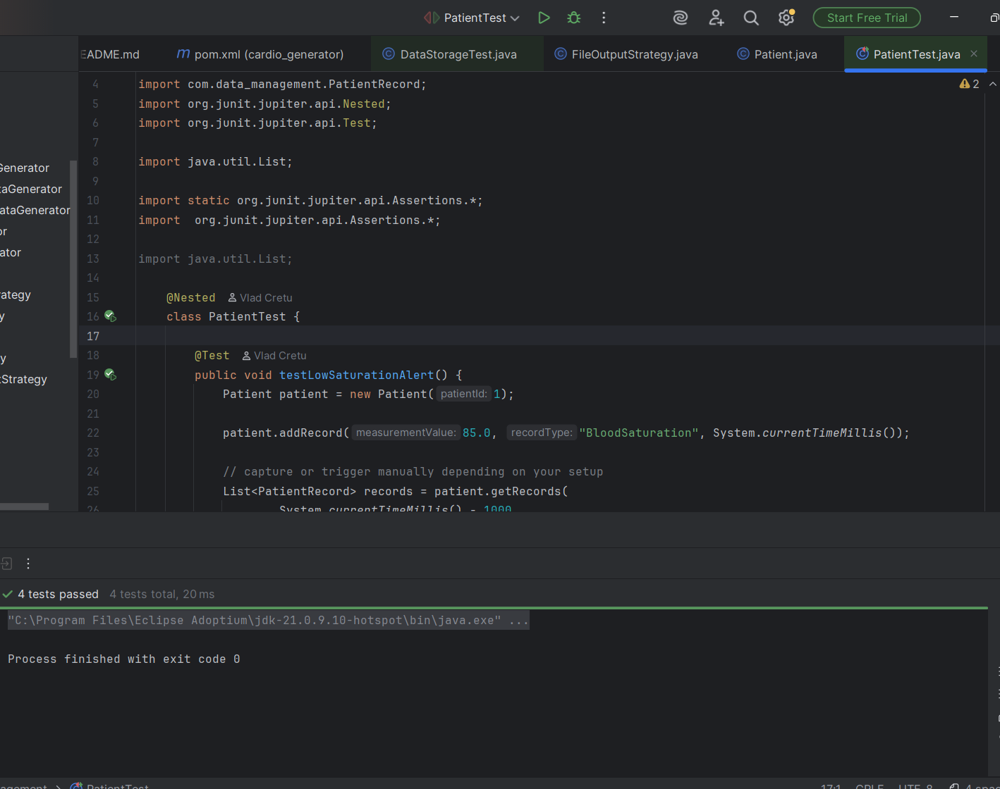 PatientTest
Start Free Trial
EADME.md
m pom.xml (cardio_generator)
DataStorageTest.java
FileOutputStrategy.java
Patient.java
PatientTest.java
Generator
taGenerator
ataGenerator
or
ator
rategy
y
y
tStrategy
2
4 import com.data_management.PatientRecord;
5 import org.junit.jupiter.api.Nested;
6 import org.junit.jupiter.api.Test;
7
8 import java.util.List;
9
10 import static org.junit.jupiter.api.Assertions.*;
11 import  org.junit.jupiter.api.Assertions.*;
12
13 import java.util.List;
14
15 @Nested Vlad Cretu
16 class PatientTest {
17
18 @Test Vlad Cretu
19 public void testLowSaturationAlert() {
20 Patient patient = new Patient( patientId: 1);
21
22 patient.addRecord( measurementValue: 85.0, recordType: "BloodSaturation", System.currentTimeMillis());
23
24 // capture or trigger manually depending on your setup
25 List<PatientRecord> records = patient.getRecords(
26 System.currentTimeMillis() - 1000
4 tests passed 4 tests total, 20 ms
"C:\Program Files\Eclipse Adoptium\jdk-21.0.9.10-hotspot\bin\java.exe" ...
Process finished with exit code 0
agement > PatientTest
17:1 CRLF UTF-8 4 spac